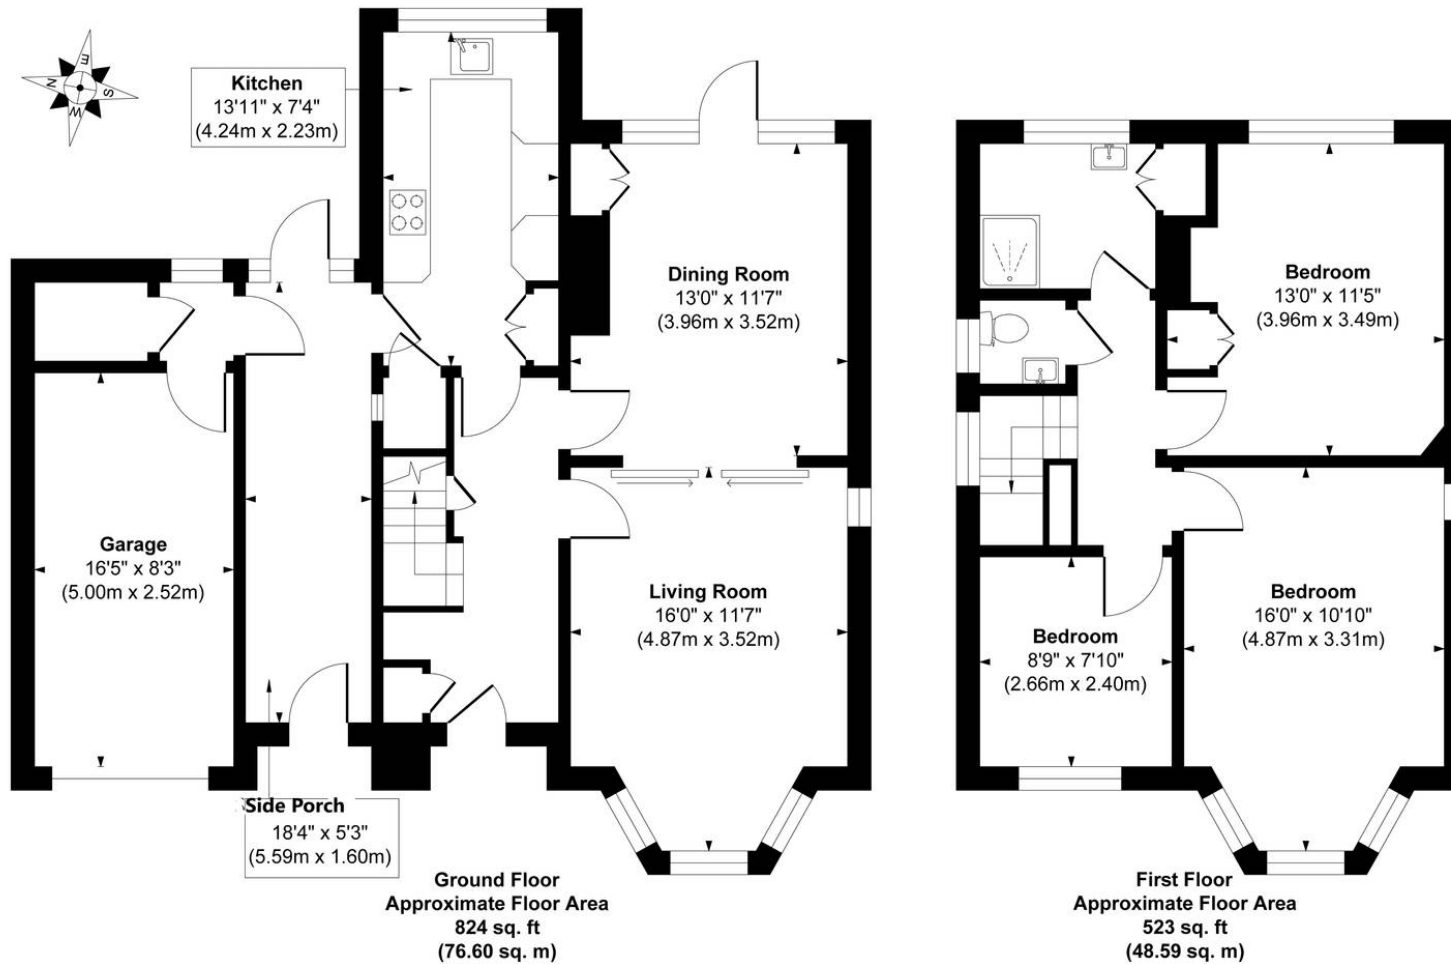 E
N
S
W
Kitchen
13'11" x 7'4"
(4.24m x 2.23m)
Dining Room
13'0" x 11'7"
(3.96m x 3.52m)
Garage
16'5" x 8'3"
(5.00m x 2.52m)
Living Room
16'0" x 11'7"
(4.87m x 3.52m)
Side Porch
18'4" x 5'3"
(5.59m x 1.60m)
Ground Floor
Approximate Floor Area
824 sq. ft
(76.60 sq. m)
Bedroom
13'0" x 11'5"
(3.96m x 3.49m)
Bedroom
16'0" x 10'10"
(4.87m x 3.31m)
Bedroom
8'9" x 7'10"
(2.66m x 2.40m)
First Floor
Approximate Floor Area
523 sq. ft
(48.59 sq. m)